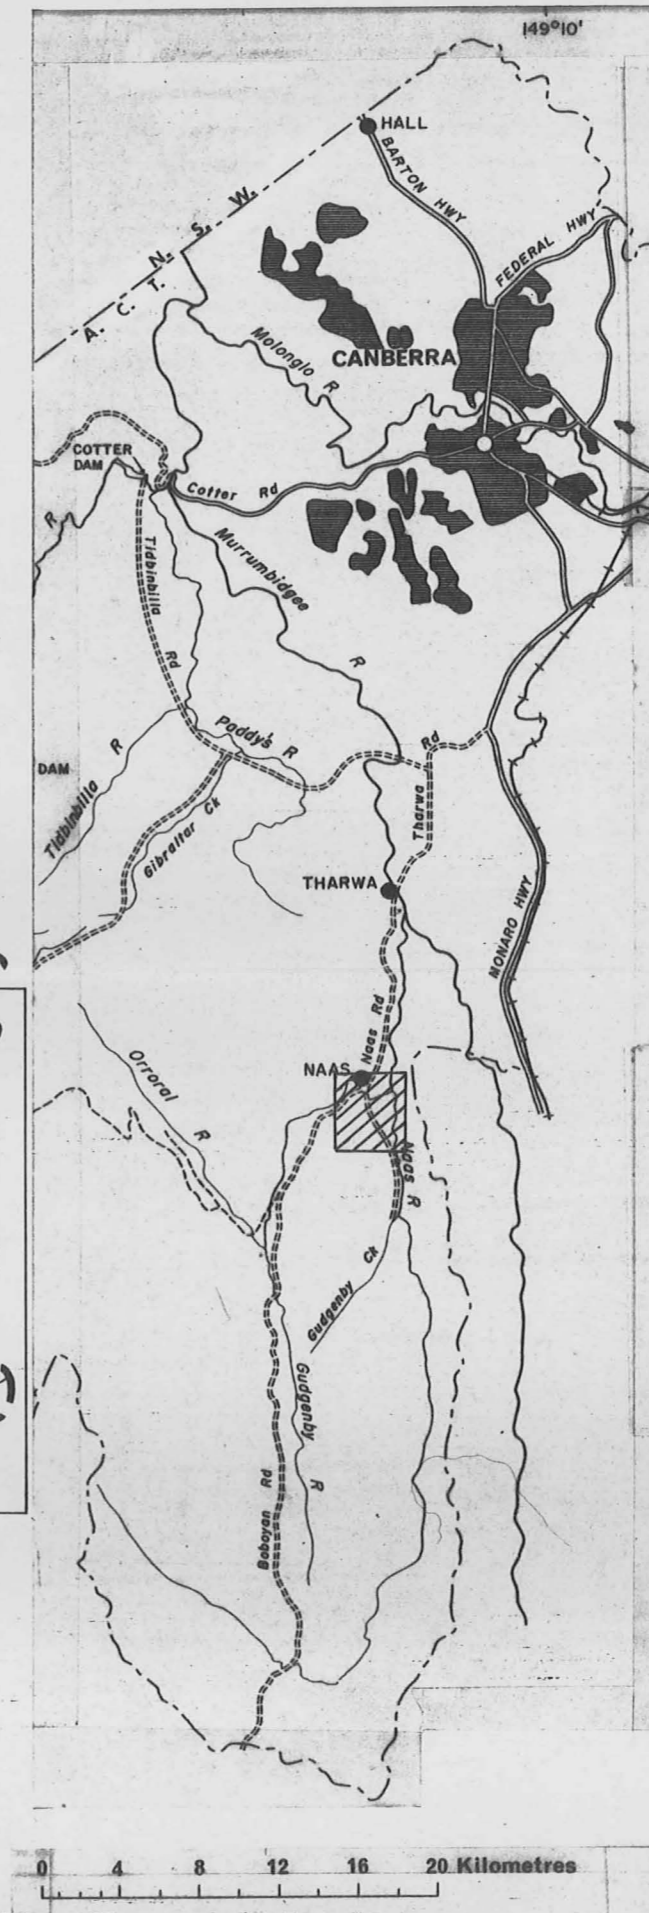 149°10'
HALL
BARTON HWY
FEDERAL HWY
N. S. W.
A. C. T.
Molonglo R
CANBERRA
COTTER
DAM
Cotter Rd
R
Tidbinbilla Rd
Murrumbidgee R
Paddy's R
Rd
Tharwa
DAM
Tidbinbilla R
Gibraltar Ck
THARWA
MONARO HWY
Naas Rd
NAAS
Orroral R
Naas R
Gudgenby Ck
Gudgenby R
Boboyan Rd
0 4 8 12 16 20 Kilometres